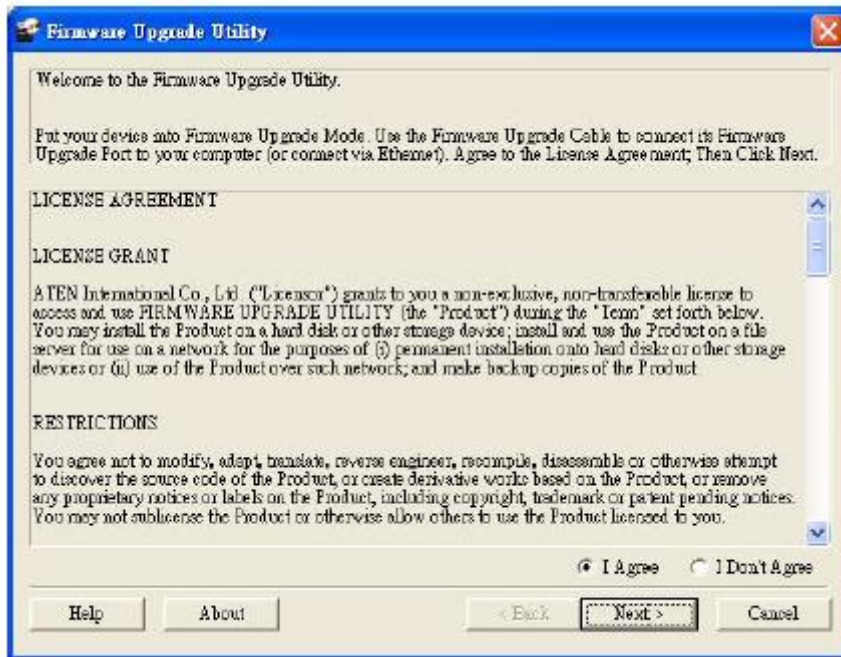 Firmware Upgrade Utility
Welcome to the Firmware Upgrade Utility.
Put your device into Firmware Upgrade Mode. Use the Firmware Upgrade Cable to connect its Firmware
Upgrade Port to your computer (or connect via Ethernet). Agree to the License Agreement; Then Click Next.
LICENSE AGREEMENT
LICENSE GRANT
ATEN International Co., Ltd. ("Licensor") grants to you a non-exclusive, non-transferable license to
access and use FIRMWARE UPGRADE UTILITY (the "Product") during the "Term" set forth below.
You may install the Product on a hard disk or other storage device; install and use the Product on a file
server for use on a network for the purposes of (i) permanent installation onto hard disks or other storage
devices or (ii) use of the Product over such network; and make backup copies of the Product.
RESTRICTIONS
You agree not to modify, adapt, translate, reverse engineer, recompile, disassemble or otherwise attempt
to discover the source code of the Product, or create derivative works based on the Product, or remove
any proprietary notices or labels on the Product, including copyright, trademark or patent pending notices.
You may not sublicense the Product or otherwise allow others to use the Product licensed to you.
I Agree I Don't Agree
Help About < Back Next > Cancel